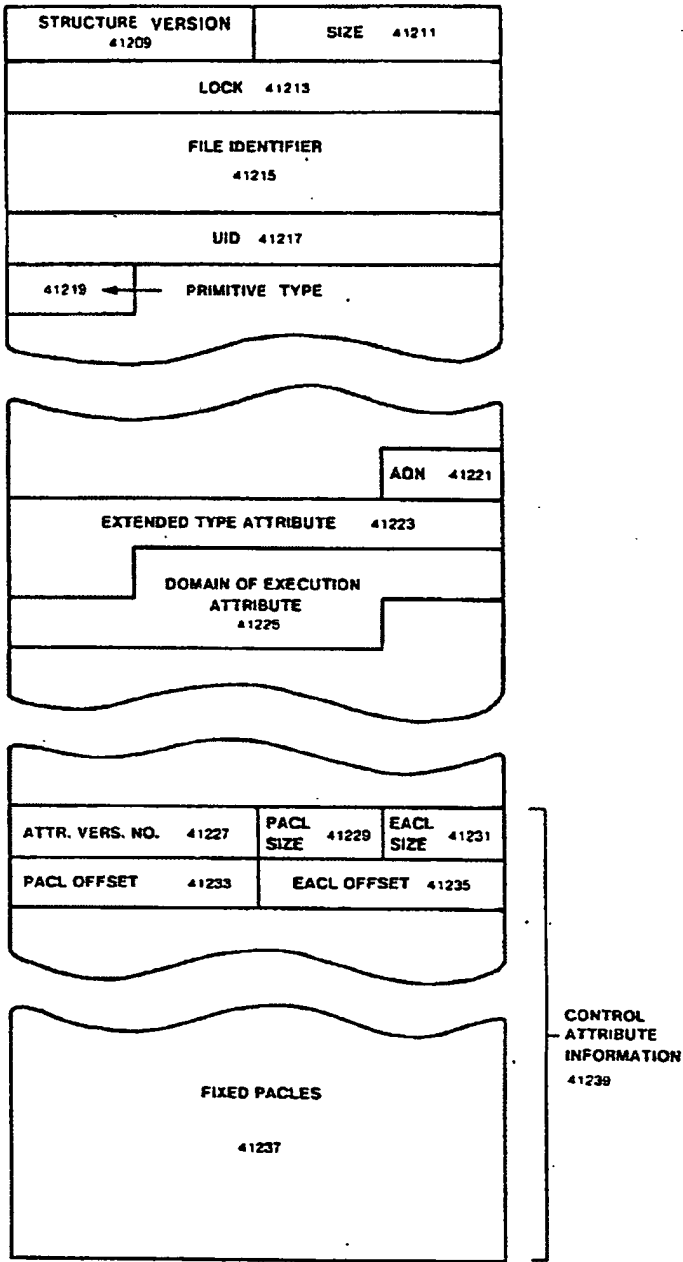 STRUCTURE VERSION
41209
SIZE 41211
LOCK 41213
FILE IDENTIFIER
41215
UID 41217
41219 PRIMITIVE TYPE
AON 41221
EXTENDED TYPE ATTRIBUTE 41223
DOMAIN OF EXECUTION
ATTRIBUTE
41225
ATTR. VERS. NO. 41227
PACL
SIZE 41229
EACL
SIZE 41231
PACL OFFSET 41233
EACL OFFSET 41235
CONTROL
ATTRIBUTE
INFORMATION
41239
FIXED PACLES
41237